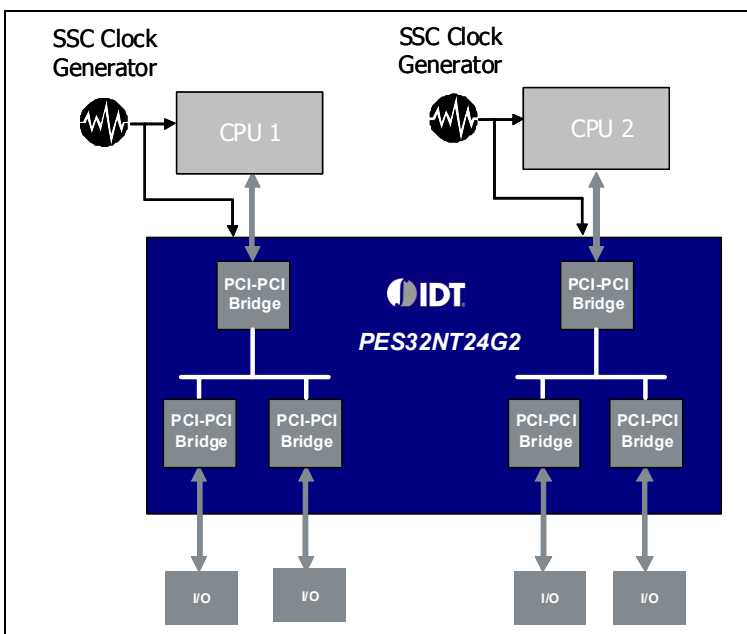 SSC Clock
Generator
SSC Clock
Generator
CPU 1
CPU 2
PCI-PCI
Bridge
IDT
PES32NT24G2
PCI-PCI
Bridge
PCI-PCI
Bridge
PCI-PCI
Bridge
PCI-PCI
Bridge
PCI-PCI
Bridge
I/O
I/O
I/O
I/O